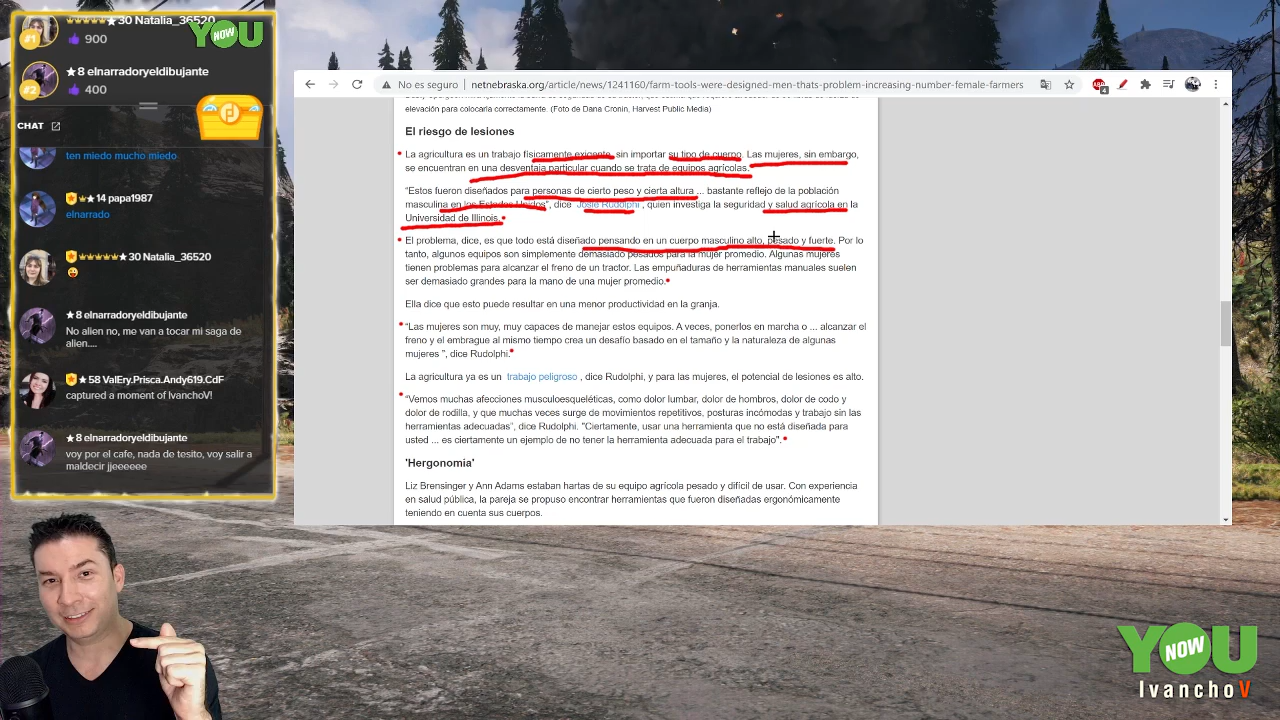 #1
★30 Natalia_36520
900
YOU
NOW
★8 elnarradoryeldibujante
#2
400
CHAT
ten miedo mucho miedo
★14 papa1987
elnarrado
★30 Natalia_36520
★8 elnarradoryeldibujante
No alien no, me van a tocar mi saga de
alien....
★58 ValEry.Prisca.Andy619.CdF
captured a moment of IvanchoV!
★8 elnarradoryeldibujante
voy por el cafe, nada de tesito, voy salir a
maldecir jjeeeeee
No es seguro | netnebraska.org/article/news/1241160/farm-tools-were-designed-men-thats-problem-increasing-number-female-farmers
elevación para colocarla correctamente. (Foto de Dana Cronin, Harvest Public Media)
El riesgo de lesiones
La agricultura es un trabajo físicamente exigente, sin importar su tipo de cuerpo. Las mujeres, sin embargo,
se encuentran en una desventaja particular cuando se trata de equipos agrícolas.
“Estos fueron diseñados para personas de cierto peso y cierta altura ... bastante reflejo de la población
masculina en los Estados Unidos”, dice Josie Rudolphi , quien investiga la seguridad y salud agrícola en la
Universidad de Illinois.
El problema, dice, es que todo está diseñado pensando en un cuerpo masculino alto, pesado y fuerte. Por lo
tanto, algunos equipos son simplemente demasiado pesados para la mujer promedio. Algunas mujeres
tienen problemas para alcanzar el freno de un tractor. Las empuñaduras de herramientas manuales suelen
ser demasiado grandes para la mano de una mujer promedio.
Ella dice que esto puede resultar en una menor productividad en la granja.
“Las mujeres son muy, muy capaces de manejar estos equipos. A veces, ponerlos en marcha o ... alcanzar el
freno y el embrague al mismo tiempo crea un desafío basado en el tamaño y la naturaleza de algunas
mujeres ”, dice Rudolphi.
La agricultura ya es un trabajo peligroso , dice Rudolphi, y para las mujeres, el potencial de lesiones es alto.
“Vemos muchas afecciones musculoesqueléticas, como dolor lumbar, dolor de hombros, dolor de codo y
dolor de rodilla, y que muchas veces surge de movimientos repetitivos, posturas incómodas y trabajo sin las
herramientas adecuadas”, dice Rudolphi. "Ciertamente, usar una herramienta que no está diseñada para
usted ... es ciertamente un ejemplo de no tener la herramienta adecuada para el trabajo".
'Hergonomía'
Liz Brensinger y Ann Adams estaban hartas de su equipo agrícola pesado y difícil de usar. Con experiencia
en salud pública, la pareja se propuso encontrar herramientas que fueron diseñadas ergonómicamente
teniendo en cuenta sus cuerpos.
YOU
NOW
IvanchoV